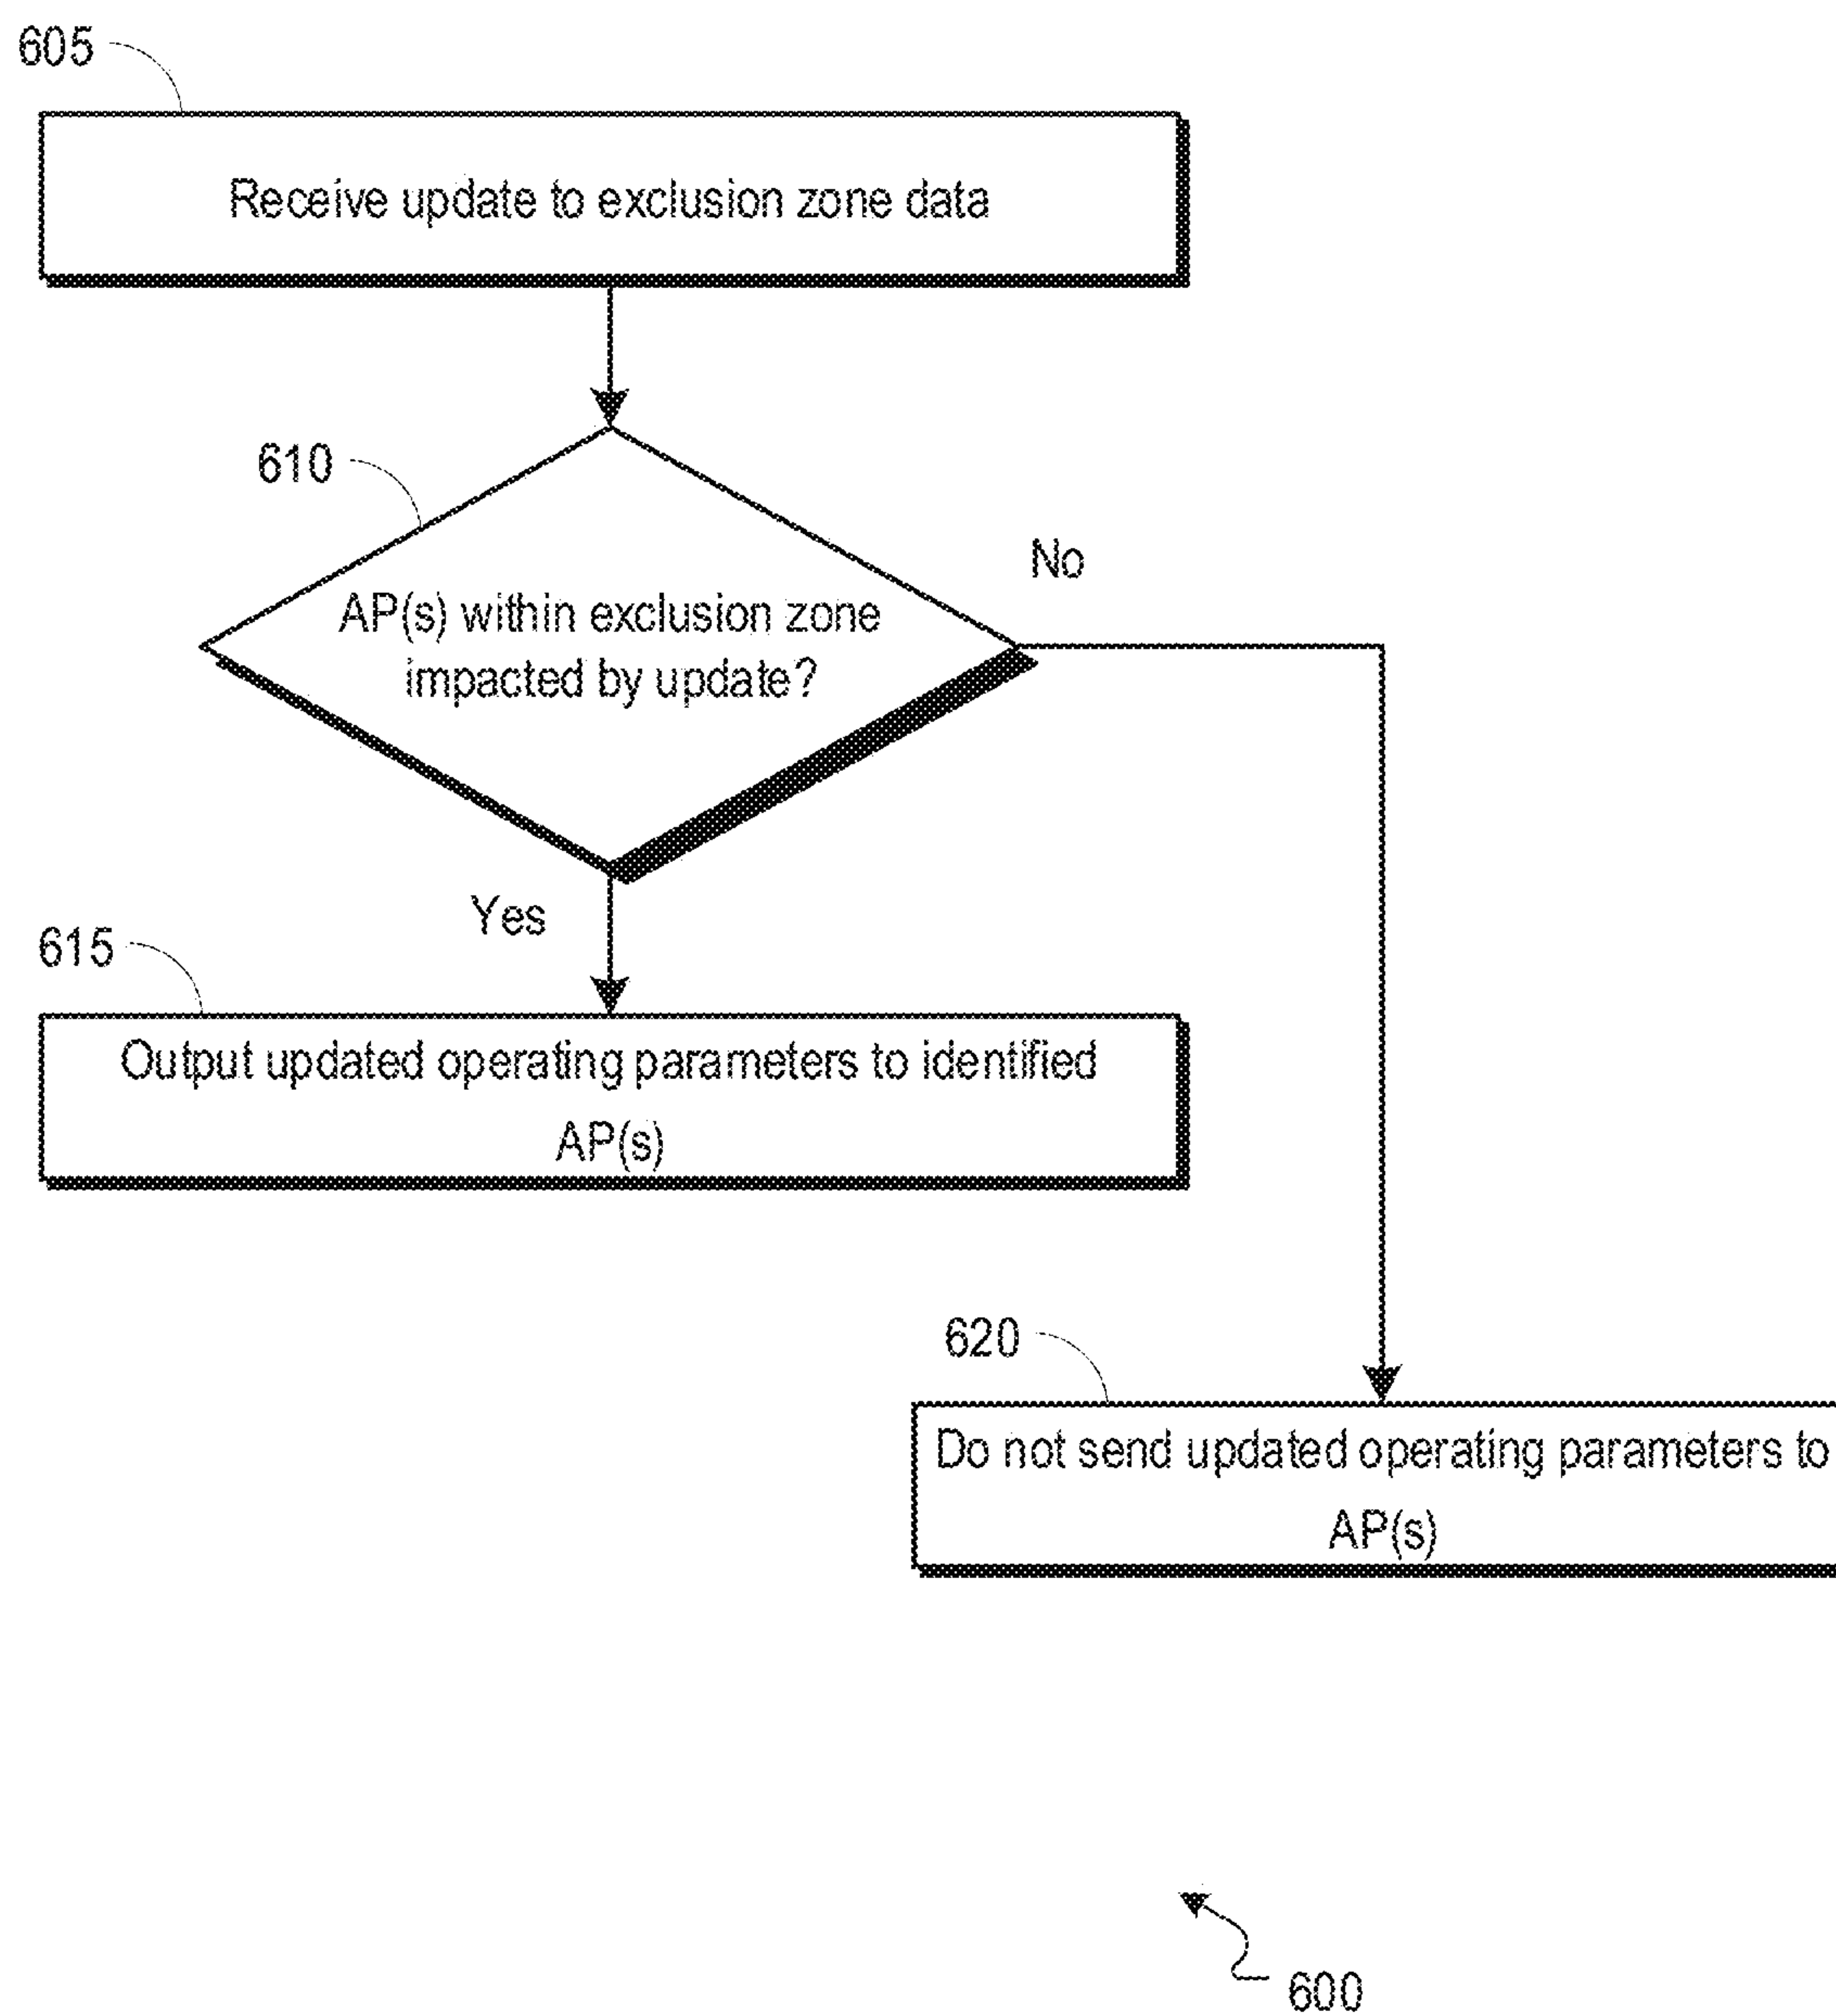 605
Receive update to exclusion zone data
610
No
AP(s) within exclusion zone
impacted by update?
Yes
615
Output updated operating parameters to identified
AP(s)
620
Do not send updated operating parameters to
AP(s)
600